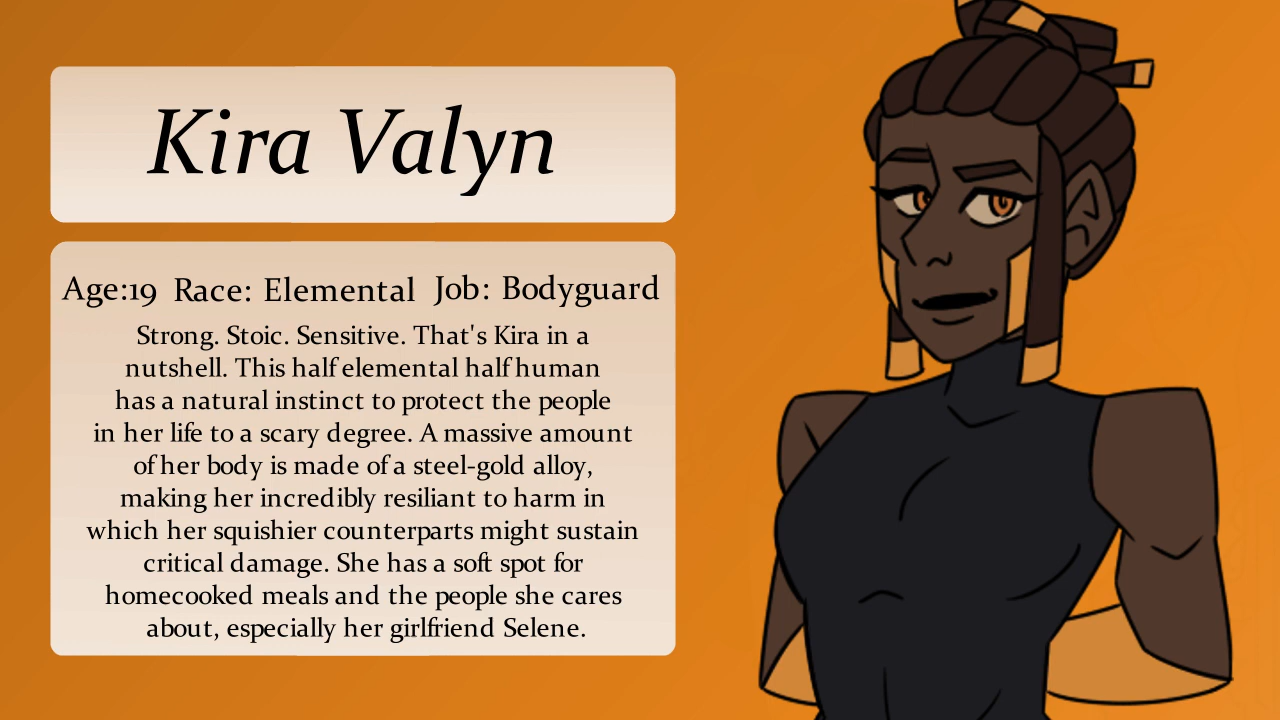 Kira Valyn
Age:19 Race: Elemental Job: Bodyguard
Strong. Stoic. Sensitive. That's Kira in a
nutshell. This half elemental half human
has a natural instinct to protect the people
in her life to a scary degree. A massive amount
of her body is made of a steel-gold alloy,
making her incredibly resiliant to harm in
which her squishier counterparts might sustain
critical damage. She has a soft spot for
homecooked meals and the people she cares
about, especially her girlfriend Selene.